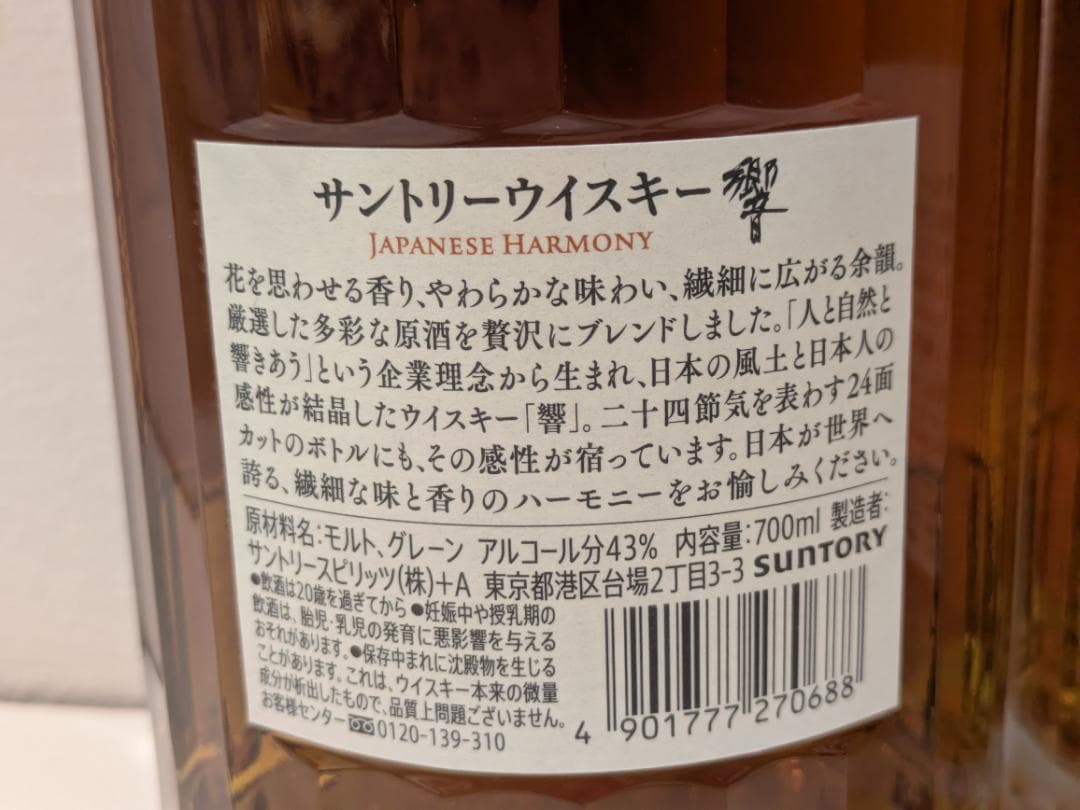 サントリーウイスキー 響
JAPANESE HARMONY
花を思わせる香り、やわらかな味わい、繊細に広がる余韻。
厳選した多彩な原酒を贅沢にブレンドしました。「人と自然と
響きあう」という企業理念から生まれ、日本の風土と日本人の
感性が結晶したウイスキー「響」。二十四節気を表わす24面
カットのボトルにも、その感性が宿っています。日本が世界へ
誇る、繊細な味と香りのハーモニーをお愉しみください。
原材料名:モルト、グレーン アルコール分43% 内容量:700ml 製造者:
サントリースピリッツ(株)+A 東京都港区台場2丁目3-3 SUNTORY
●飲酒は20歳を過ぎてから ●妊娠中や授乳期の
飲酒は、胎児・乳児の発育に悪影響を与える
おそれがあります。●保存中まれに沈殿物を生じる
ことがあります。これは、ウイスキー本来の微量
成分が析出したもので、品質上問題ございません。
お客様センター 0120-139-310
4 901777 270688